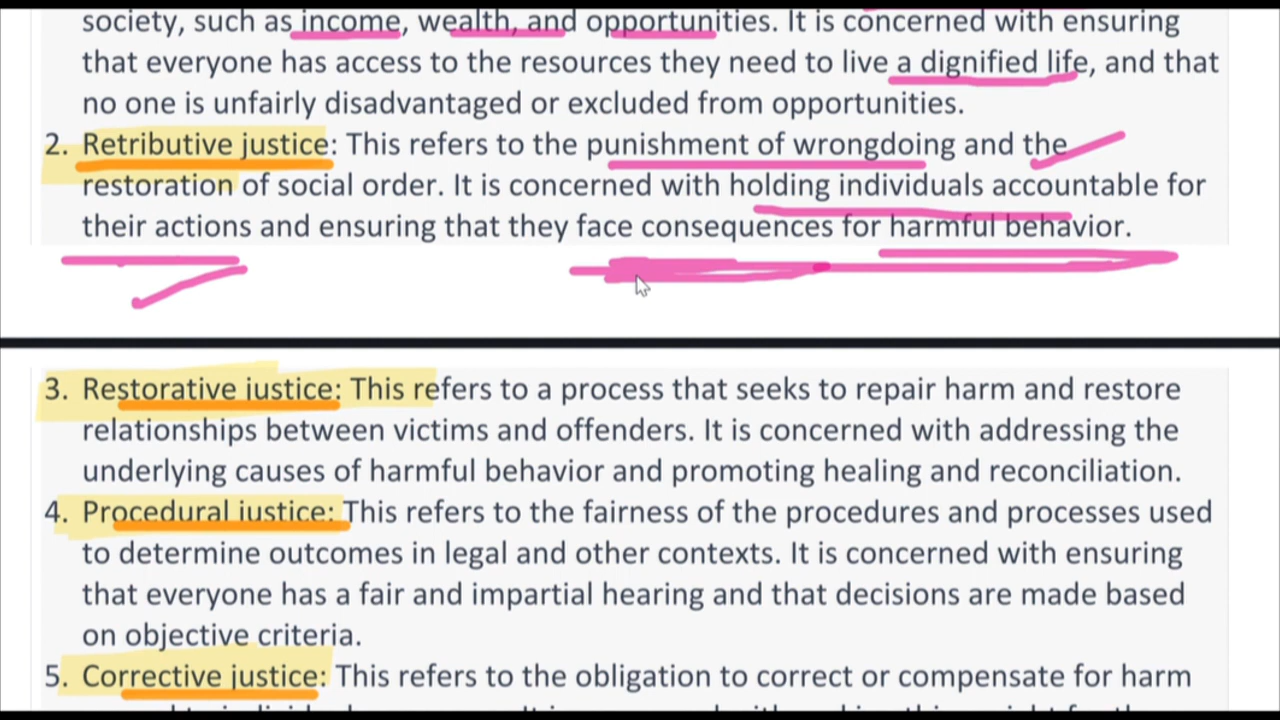 society, such as income, wealth, and opportunities. It is concerned with ensuring
that everyone has access to the resources they need to live a dignified life, and that
no one is unfairly disadvantaged or excluded from opportunities.
2. Retributive justice: This refers to the punishment of wrongdoing and the
restoration of social order. It is concerned with holding individuals accountable for
their actions and ensuring that they face consequences for harmful behavior.
3. Restorative justice: This refers to a process that seeks to repair harm and restore
relationships between victims and offenders. It is concerned with addressing the
underlying causes of harmful behavior and promoting healing and reconciliation.
4. Procedural justice: This refers to the fairness of the procedures and processes used
to determine outcomes in legal and other contexts. It is concerned with ensuring
that everyone has a fair and impartial hearing and that decisions are made based
on objective criteria.
5. Corrective justice: This refers to the obligation to correct or compensate for harm